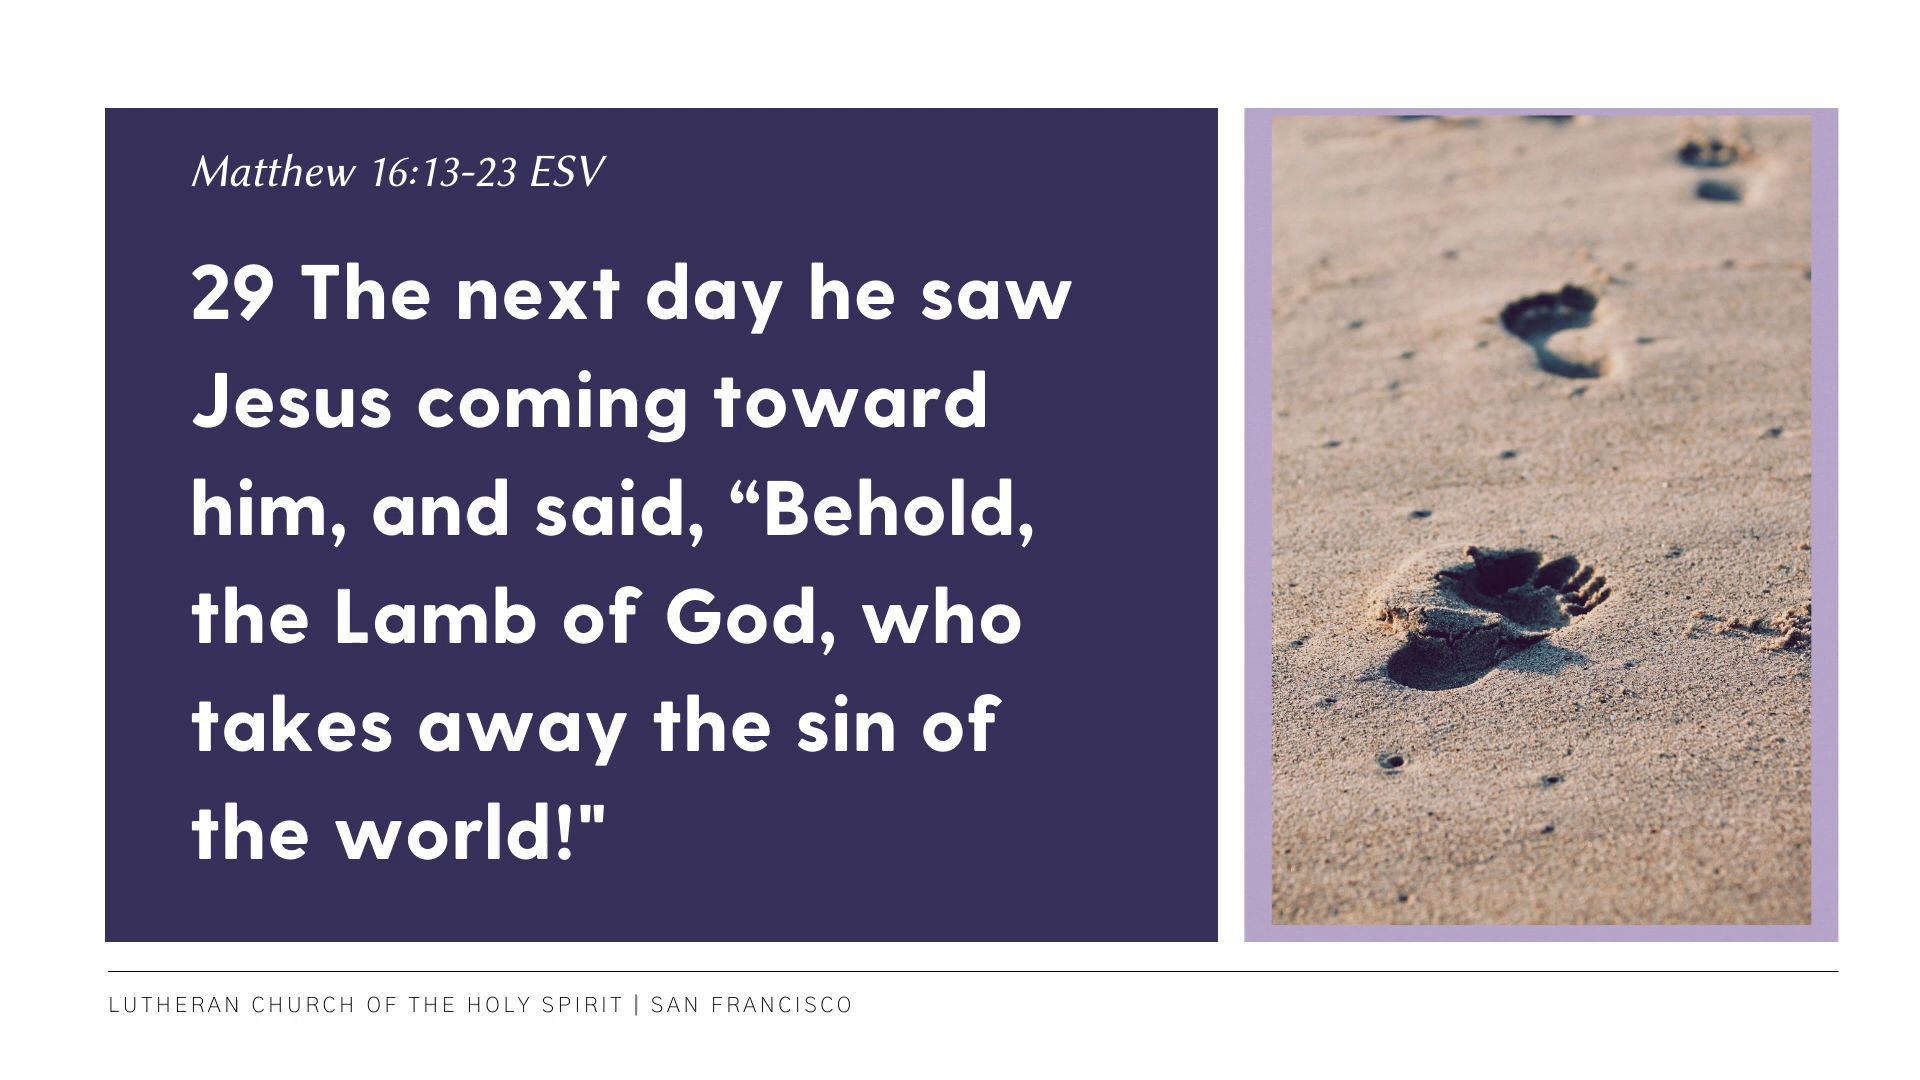 Matthew 16:13-23 ESV
29 The next day he saw
Jesus coming toward
him, and said, “Behold,
the Lamb of God, who
takes away the sin of
the world!"
LUTHERAN CHURCH OF THE HOLY SPIRIT | SAN FRANCISCO